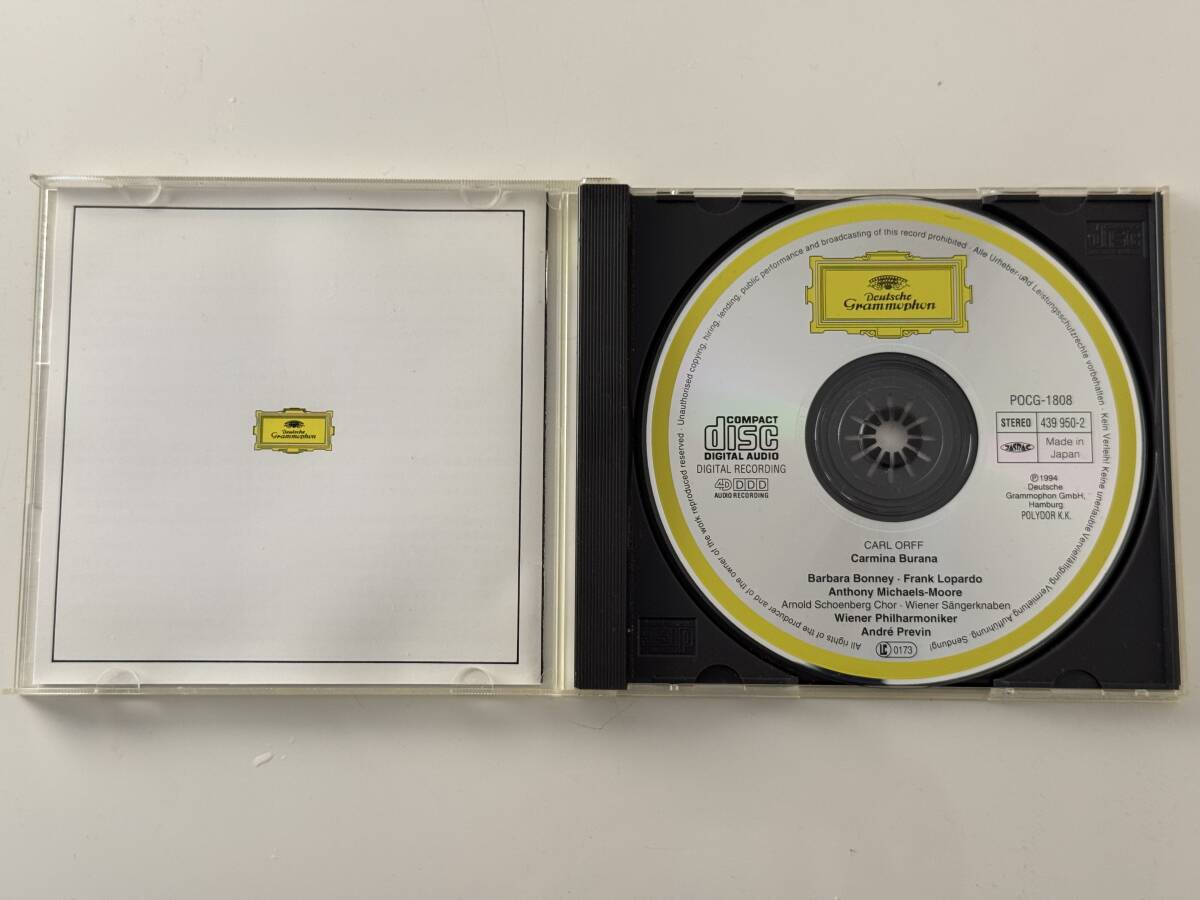 Deutsche
Grammophon
Deutsche
Grammophon
All rights of the producer and of the owner of the work reproduced reserved · Unauthorised copying, hiring, lending, public performance and broadcasting of this record prohibited · Alle Urheber- und Leistungsschutzrechte vorbehalten · Kein Verleih! Keine unerlaubte Vervielfältigung, Vermietung, Aufführung, Sendung!
COMPACT
disc
DIGITAL AUDIO
DIGITAL RECORDING
4D DDD
AUDIO RECORDING
POCG-1808
STEREO 439 950-2
JASRAC Made in
Japan
Ⓟ1994
Deutsche
Grammophon GmbH,
Hamburg.
POLYDOR K.K.
CARL ORFF
Carmina Burana
Barbara Bonney · Frank Lopardo
Anthony Michaels-Moore
Arnold Schoenberg Chor · Wiener Sängerknaben
Wiener Philharmoniker
André Previn
LC 0173
disc